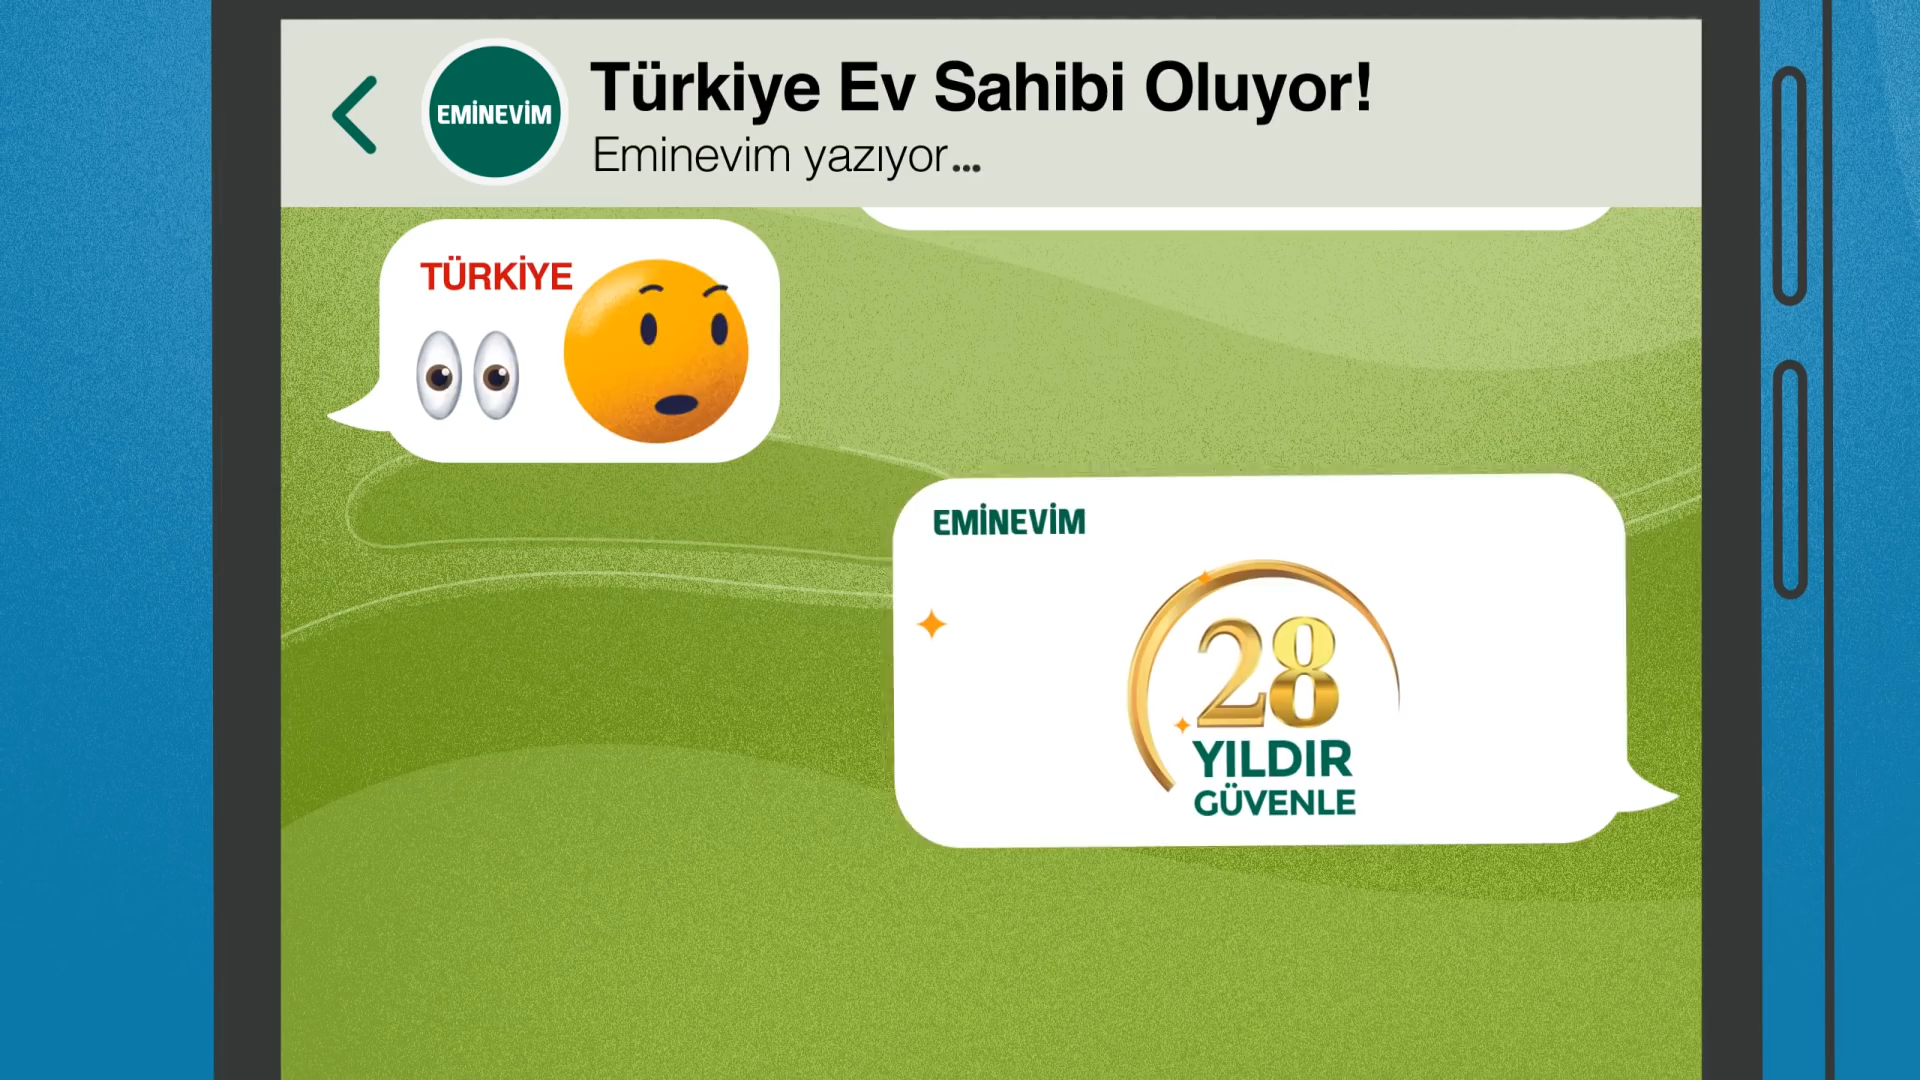 EMİNEVİM
Türkiye Ev Sahibi Oluyor!
Eminevim yazıyor...
TÜRKİYE
EMİNEVİM
28
YILDIR
GÜVENLE